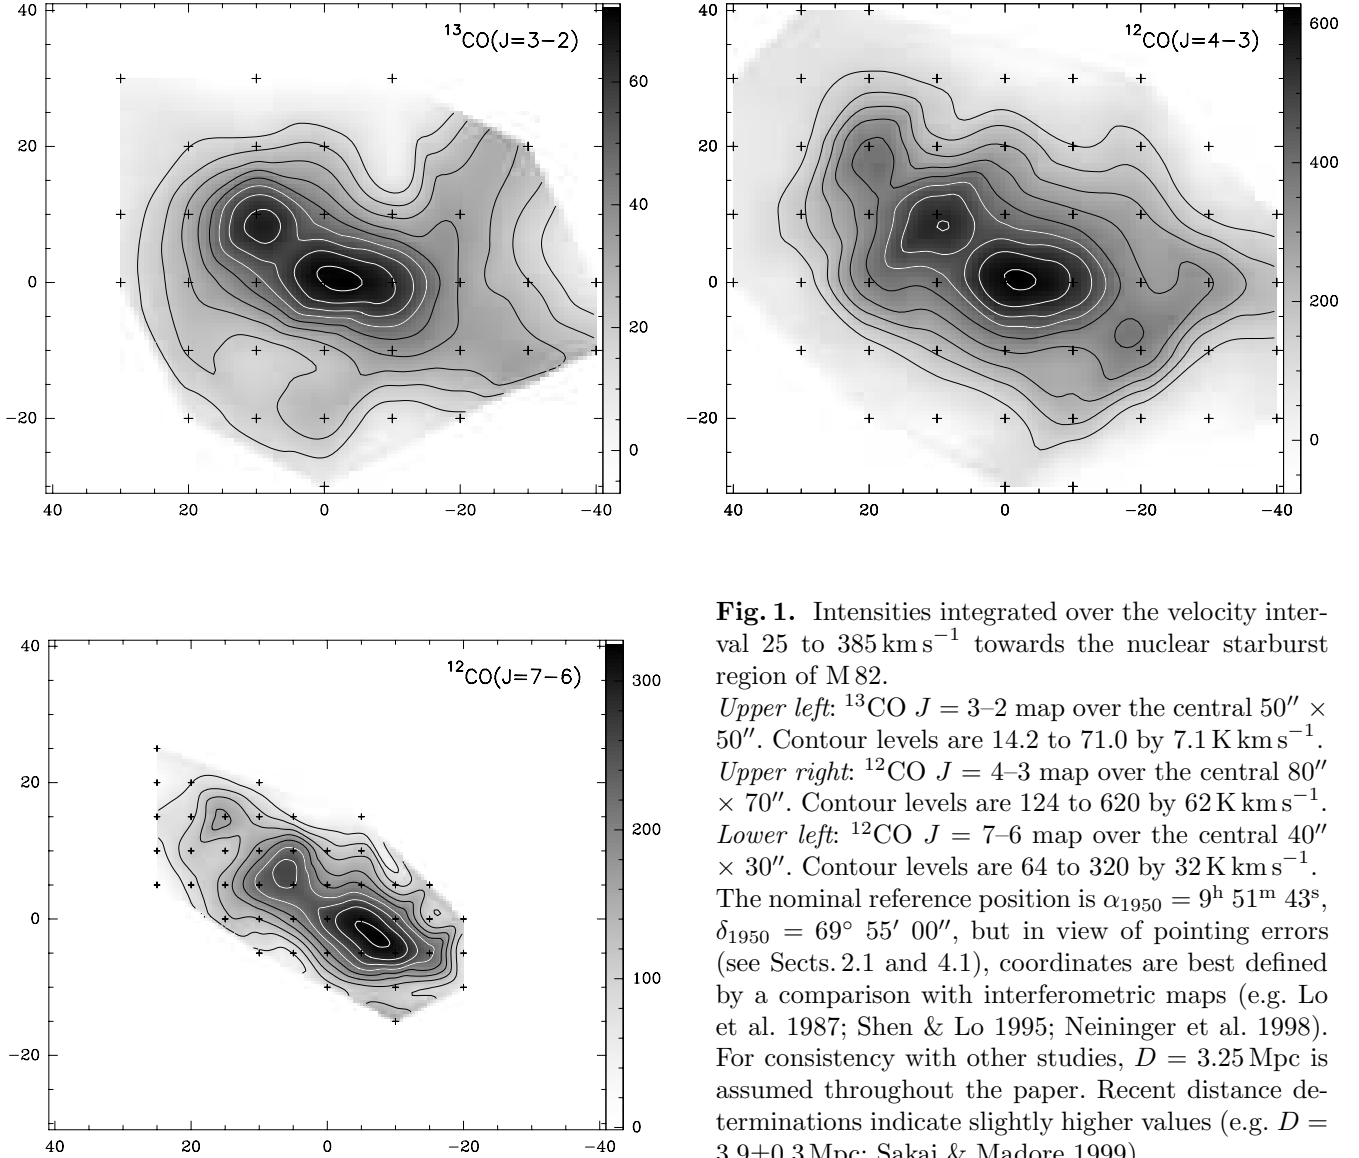 ¹³CO(J=3−2)
40
20
0
−20
40
20
0
−20
−40
60
40
20
0
¹²CO(J=4−3)
40
20
0
−20
40
20
0
−20
−40
600
400
200
0
¹²CO(J=7−6)
40
20
0
−20
40
20
0
−20
−40
300
200
100
0
Fig. 1. Intensities integrated over the velocity inter-
val 25 to 385 km s⁻¹ towards the nuclear starburst
region of M 82.
Upper left: ¹³CO J = 3–2 map over the central 50″ ×
50″. Contour levels are 14.2 to 71.0 by 7.1 K km s⁻¹.
Upper right: ¹²CO J = 4–3 map over the central 80″
× 70″. Contour levels are 124 to 620 by 62 K km s⁻¹.
Lower left: ¹²CO J = 7–6 map over the central 40″
× 30″. Contour levels are 64 to 320 by 32 K km s⁻¹.
The nominal reference position is α₁₉₅₀ = 9ʰ 51ᵐ 43ˢ,
δ₁₉₅₀ = 69° 55′ 00″, but in view of pointing errors
(see Sects. 2.1 and 4.1), coordinates are best defined
by a comparison with interferometric maps (e.g. Lo
et al. 1987; Shen & Lo 1995; Neininger et al. 1998).
For consistency with other studies, D = 3.25 Mpc is
assumed throughout the paper. Recent distance de-
terminations indicate slightly higher values (e.g. D =
3.9±0.3 Mpc; Sakai & Madore 1999)